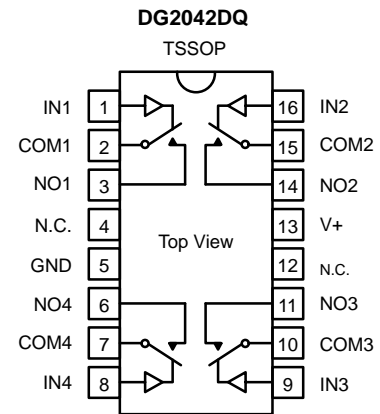 DG2042DQ
TSSOP
IN1 1 16 IN2
COM1 2 15 COM2
NO1 3 14 NO2
N.C. 4 13 V+
Top View
GND 5 12 N.C.
NO4 6 11 NO3
COM4 7 10 COM3
IN4 8 9 IN3